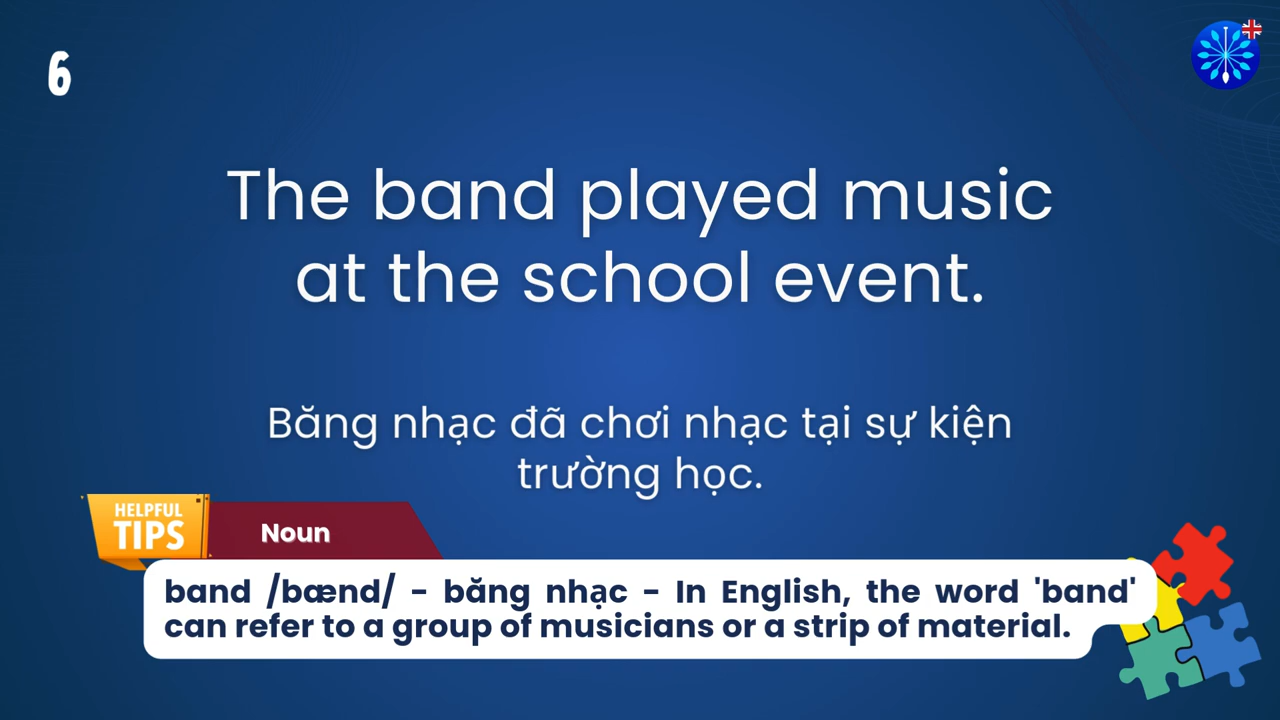 6
The band played music
at the school event.
Băng nhạc đã chơi nhạc tại sự kiện
trường học.
HELPFUL
TIPS
Noun
band /bænd/ - băng nhạc - In English, the word 'band'
can refer to a group of musicians or a strip of material.